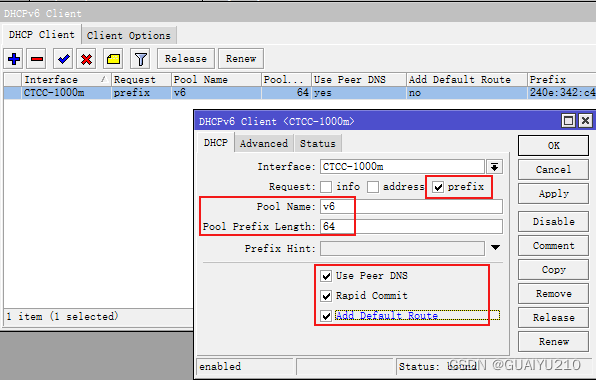 DHCPv6 Client
DHCP Client Client Options
Release Renew
Interface Request Pool Name Pool... Use Peer DNS Add Default Route Prefix
CTCC-1000m prefix v6 64 yes no 240e:342:c4
DHCPv6 Client <CTCC-1000m>
DHCP Advanced Status
Interface: CTCC-1000m
Request: info address prefix
Pool Name: v6
Pool Prefix Length: 64
Prefix Hint:
Use Peer DNS
Rapid Commit
Add Default Route
OK
Cancel
Apply
Disable
Comment
Copy
Remove
Release
Renew
1 item (1 selected)
enabled Status: bound
CSDN @GUAIYU210